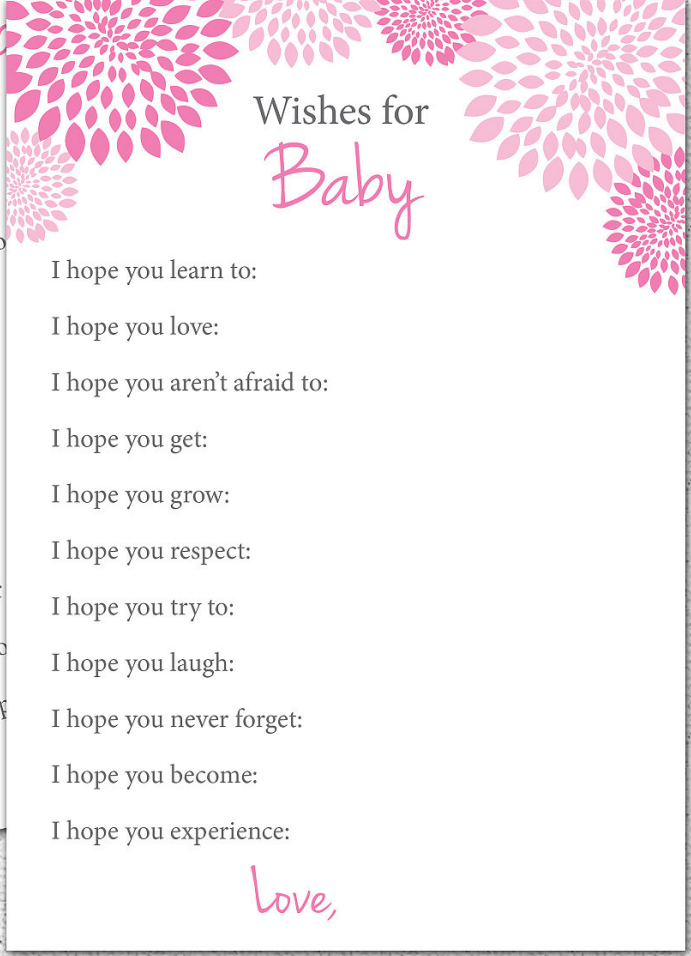 Wishes for
Baby
I hope you learn to:
I hope you love:
I hope you aren’t afraid to:
I hope you get:
I hope you grow:
I hope you respect:
I hope you try to:
I hope you laugh:
I hope you never forget:
I hope you become:
I hope you experience:
Love,